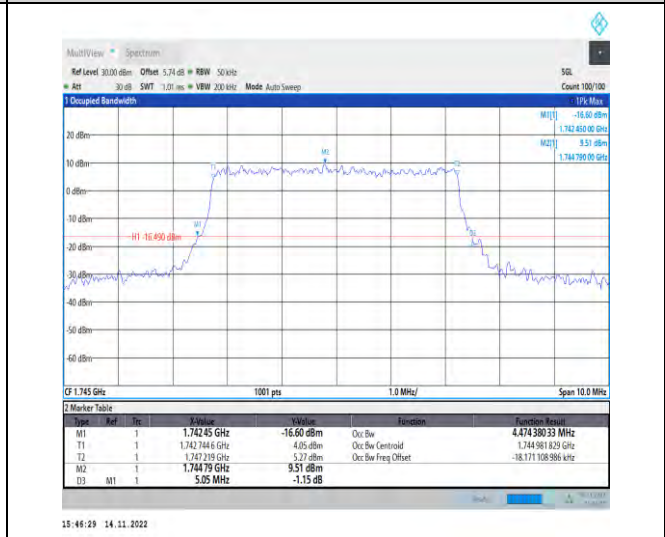 MultiView Spectrum
Ref Level 30.00 dBm Offset 5.74 dB RBW 50 kHz SGL
Att 30 dB SWT 1.01 ms VBW 200 kHz Mode Auto Sweep Count 100/100
1 Occupied Bandwidth 1Pk Max
M1[1] -16.60 dBm
1.742 450 00 GHz
M2[1] 9.51 dBm
1.744 790 00 GHz
20 dBm
10 dBm
0 dBm
-10 dBm
-20 dBm
-30 dBm
-40 dBm
-50 dBm
-60 dBm
T1
M2
T2
M1
D3
H1 -16.490 dBm
CF 1.745 GHz 1001 pts 1.0 MHz/ Span 10.0 MHz
2 Marker Table
Type Ref Trc X-Value Y-Value Function Function Result
M1 1 1.742 45 GHz -16.60 dBm Occ Bw 4.474 380 33 MHz
T1 1 1.742 744 6 GHz 4.05 dBm Occ Bw Centroid 1.744 981 829 GHz
T2 1 1.747 219 GHz 5.27 dBm Occ Bw Freq Offset -18.171 108 986 kHz
M2 1 1.744 79 GHz 9.51 dBm
D3 M1 1 5.05 MHz -1.15 dB
15:46:29 14.11.2022